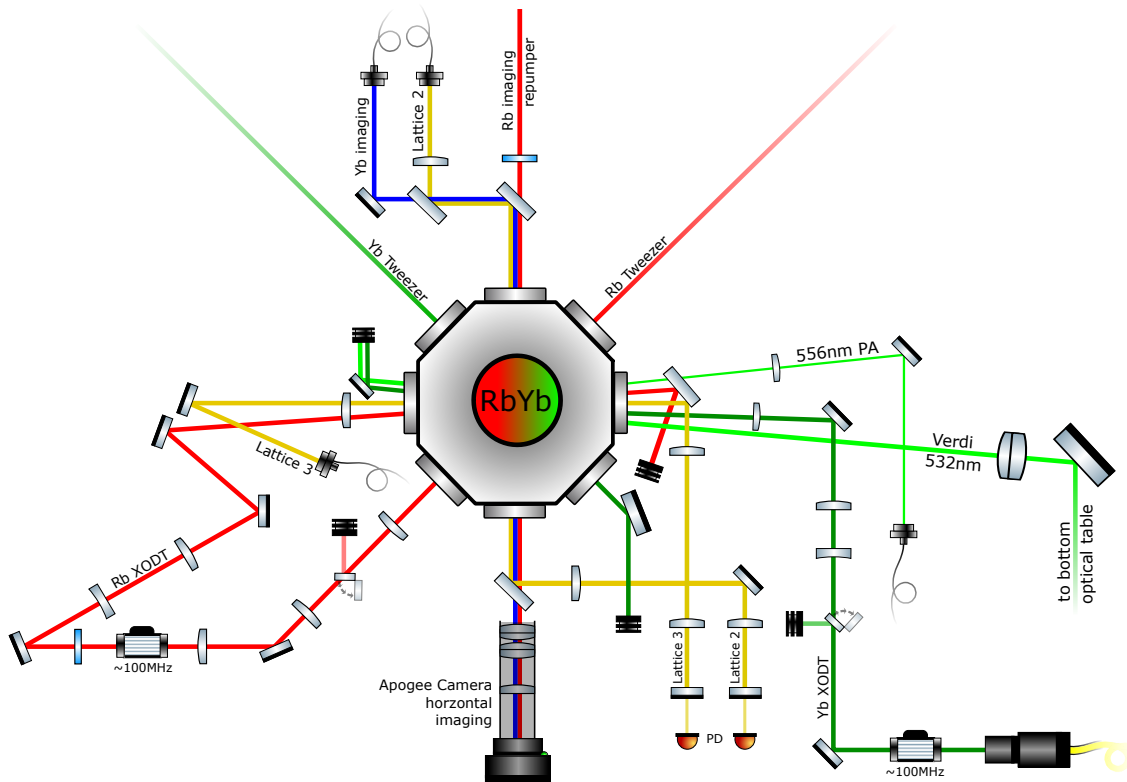 Yb imaging
Lattice 2
Rb imaging
repumper
Yb Tweezer
Rb Tweezer
556nm PA
RbYb
Verdi
532nm
Lattice 3
to bottom
optical table
Rb XODT
~100MHz
Lattice 3
Lattice 2
Yb XODT
Apogee Camera
horzontal
imaging
PD
~100MHz